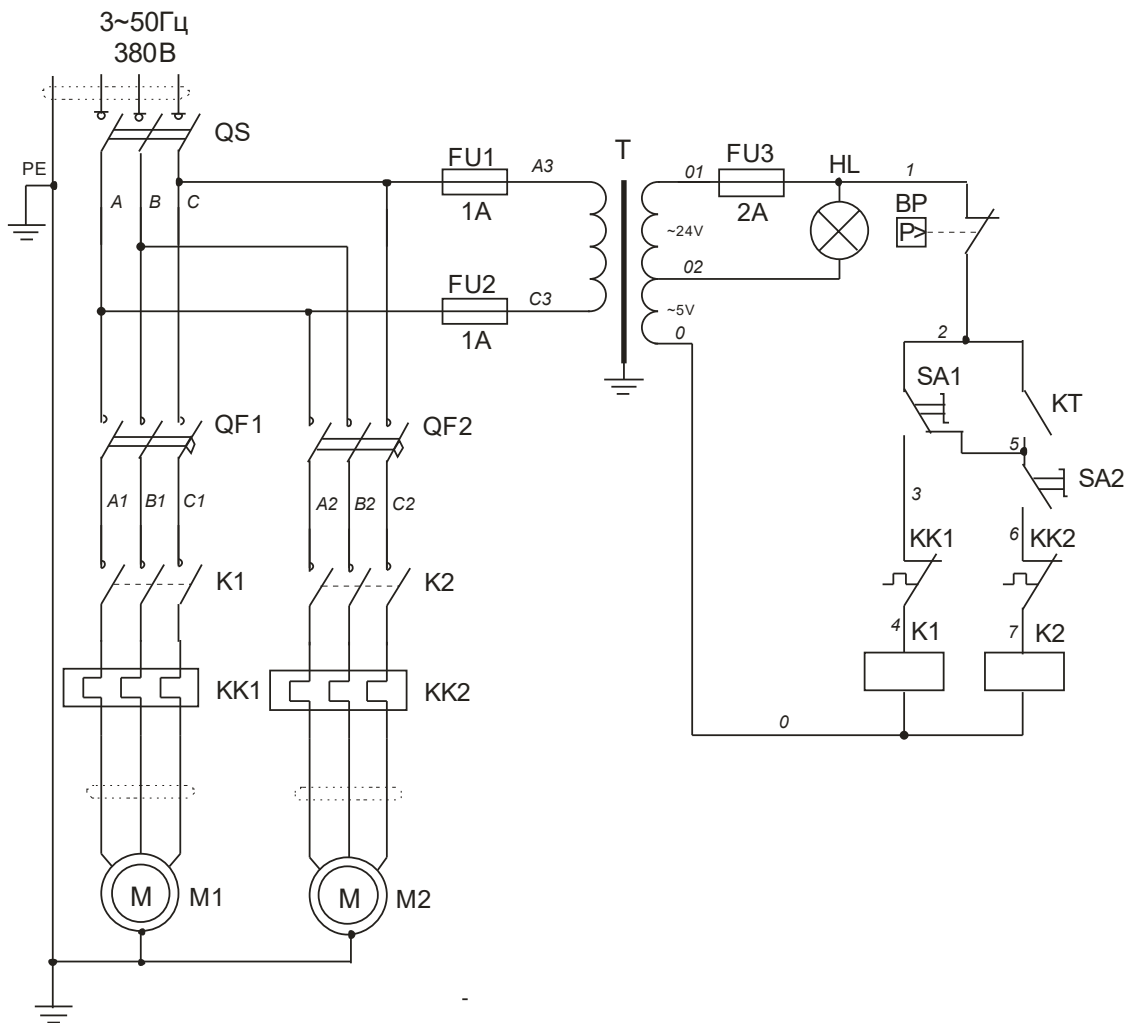 3~50Гц
380В
QS
PE
A
B
C
FU1
1A
A3
T
01
FU3
2A
HL
1
BP
P>
~24V
02
FU2
1A
C3
~5V
0
2
SA1
KT
QF1
QF2
5
SA2
A1
B1
C1
A2
B2
C2
3
6
KK1
KK2
K1
K2
4
K1
7
K2
KK1
KK2
0
M
M1
M
M2
-